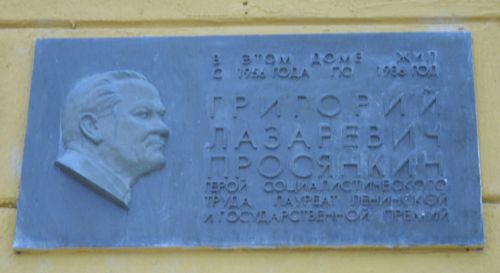 В ЭТОМ ДОМЕ ЖИЛ
С 1956 ГОДА ПО 1986 ГОД
ГРИГОРИЙ
ЛАЗАРЕВИЧ
ПРОСЯНКИН
ГЕРОЙ СОЦИАЛИСТИЧЕСКОГО
ТРУДА ЛАУРЕАТ ЛЕНИНСКОЙ
И ГОСУДАРСТВЕННОЙ ПРЕМИЙ